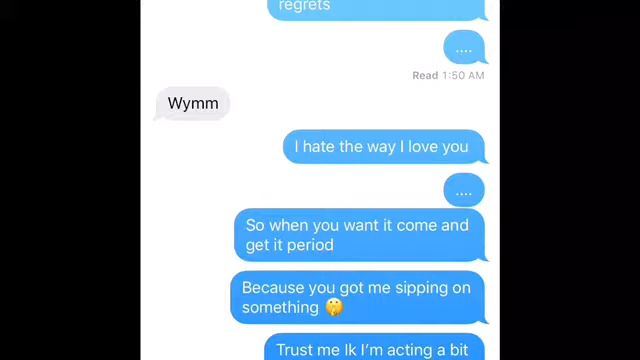 regrets
....
Read 1:50 AM
Wymm
I hate the way I love you
....
So when you want it come and
get it period
Because you got me sipping on
something 🤫
Trust me Ik I'm acting a bit